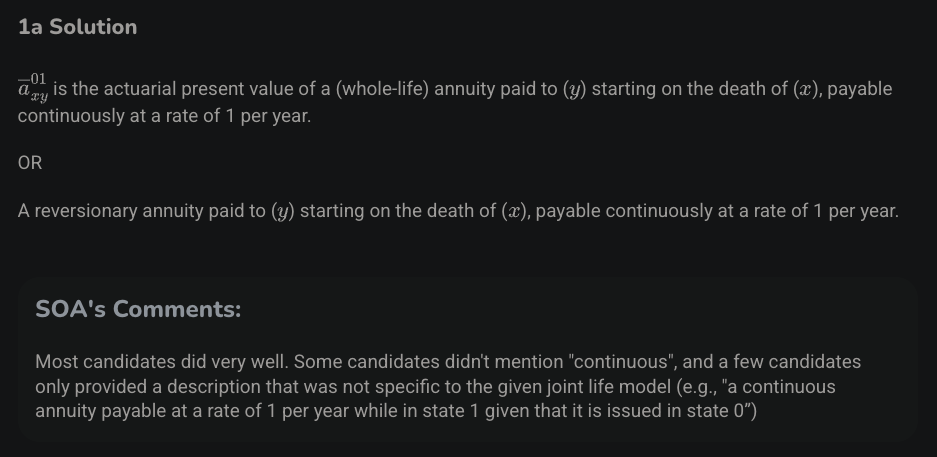 1a Solution
a̅⁰¹ₓᵧ is the actuarial present value of a (whole-life) annuity paid to (y) starting on the death of (x), payable
continuously at a rate of 1 per year.
OR
A reversionary annuity paid to (y) starting on the death of (x), payable continuously at a rate of 1 per year.
SOA's Comments:
Most candidates did very well. Some candidates didn't mention "continuous", and a few candidates
only provided a description that was not specific to the given joint life model (e.g., "a continuous
annuity payable at a rate of 1 per year while in state 1 given that it is issued in state 0”)